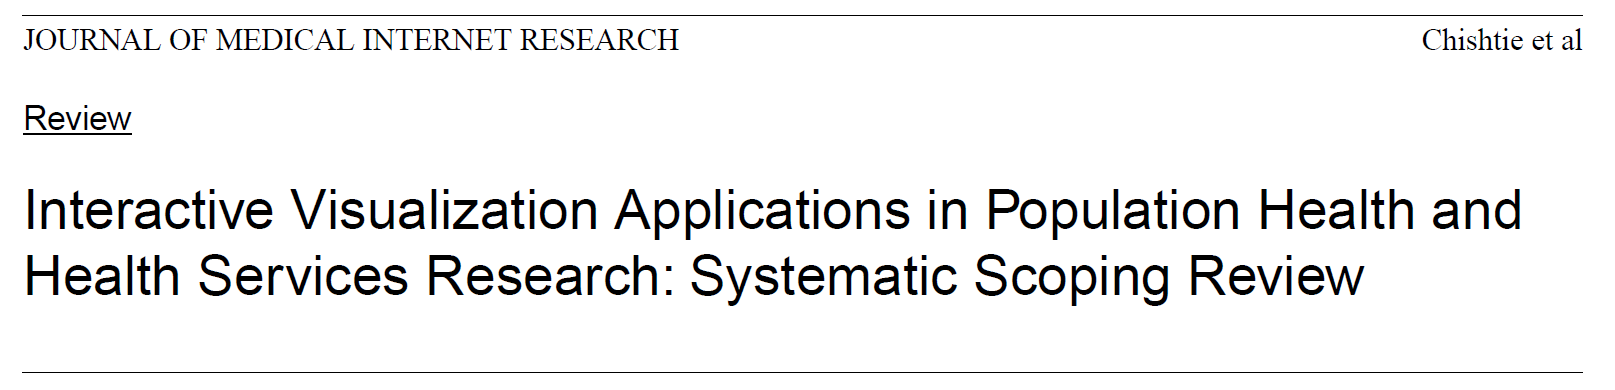 JOURNAL OF MEDICAL INTERNET RESEARCH Chishtie et al
Review
Interactive Visualization Applications in Population Health and
Health Services Research: Systematic Scoping Review